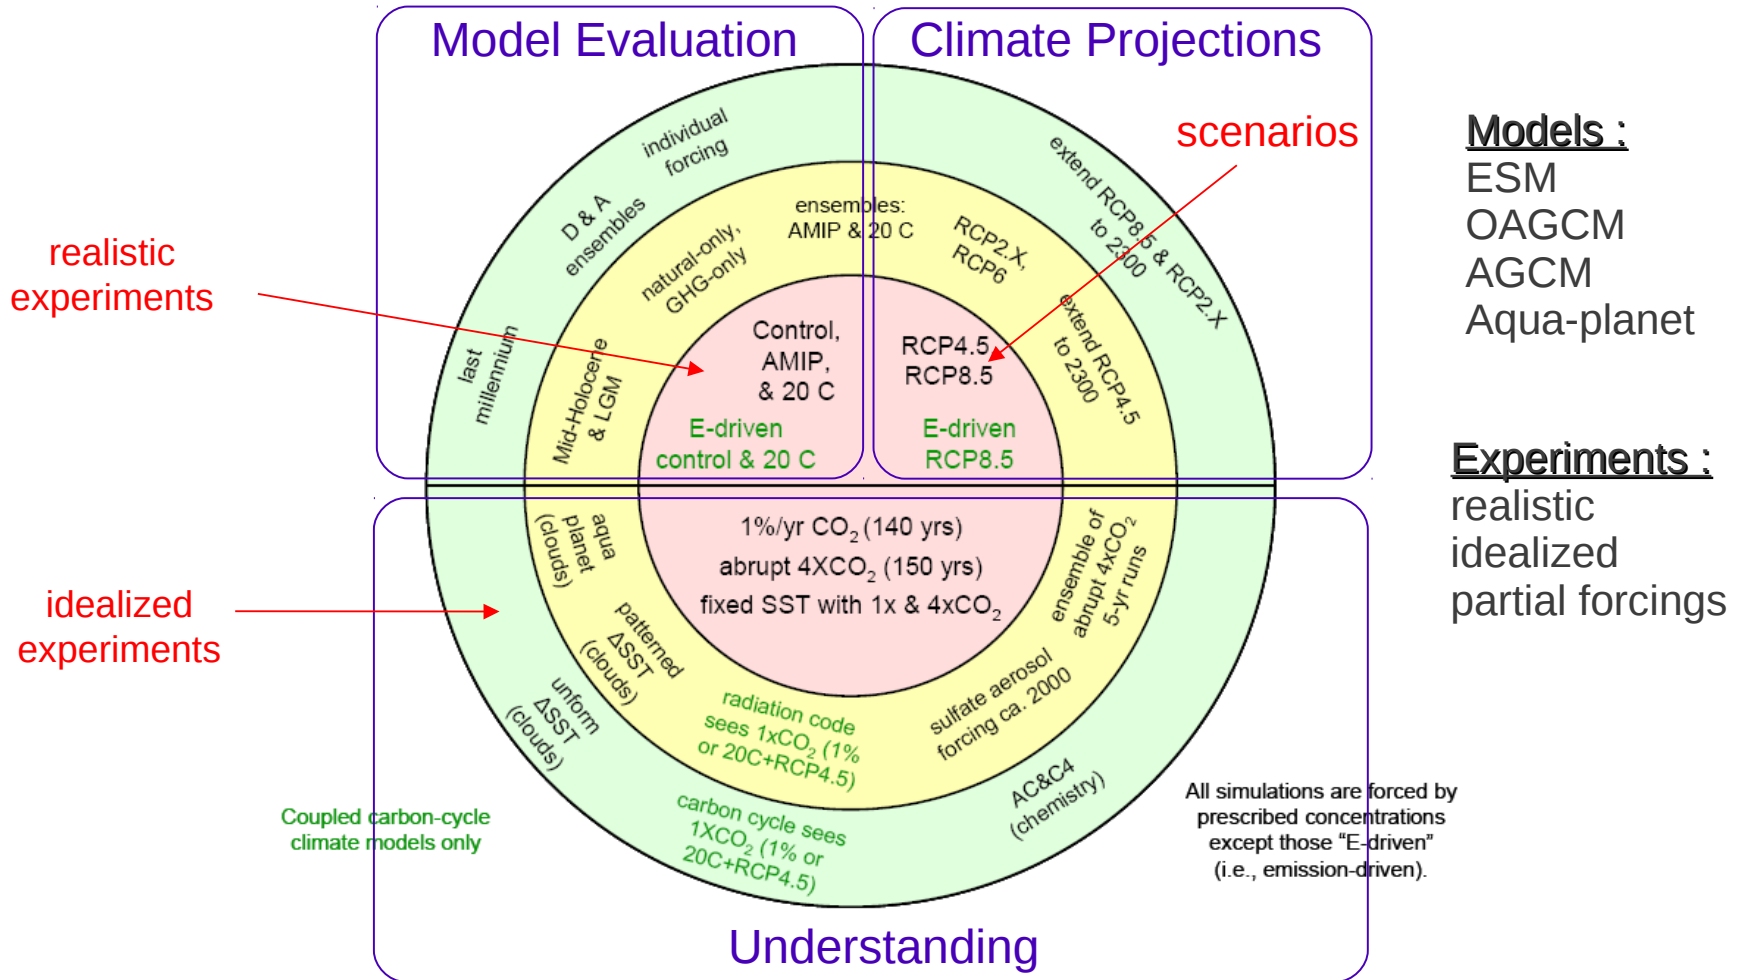 Model Evaluation
Climate Projections
scenarios
realistic
experiments
idealized
experiments
individual
forcing
D & A
ensembles
last
millennium
natural-only,
GHG-only
Mid-Holocene
& LGM
ensembles:
AMIP & 20 C
RCP2.X,
RCP6
extend RCP4.5
to 2300
extend RCP8.5 & RCP2.X
to 2300
Control,
AMIP,
& 20 C
E-driven
control & 20 C
RCP4.5,
RCP8.5
E-driven
RCP8.5
1%/yr CO₂ (140 yrs)
abrupt 4XCO₂ (150 yrs)
fixed SST with 1x & 4xCO₂
aqua
planet
(clouds)
patterned
ΔSST
(clouds)
unform
ΔSST
(clouds)
radiation code
sees 1xCO₂ (1%
or 20C+RCP4.5)
carbon cycle sees
1XCO₂ (1% or
20C+RCP4.5)
ensemble of
abrupt 4xCO₂
5-yr runs
sulfate aerosol
forcing ca. 2000
AC&C4
(chemistry)
Coupled carbon-cycle
climate models only
All simulations are forced by
prescribed concentrations
except those “E-driven”
(i.e., emission-driven).
Understanding
Models :
ESM
OAGCM
AGCM
Aqua-planet
Experiments :
realistic
idealized
partial forcings